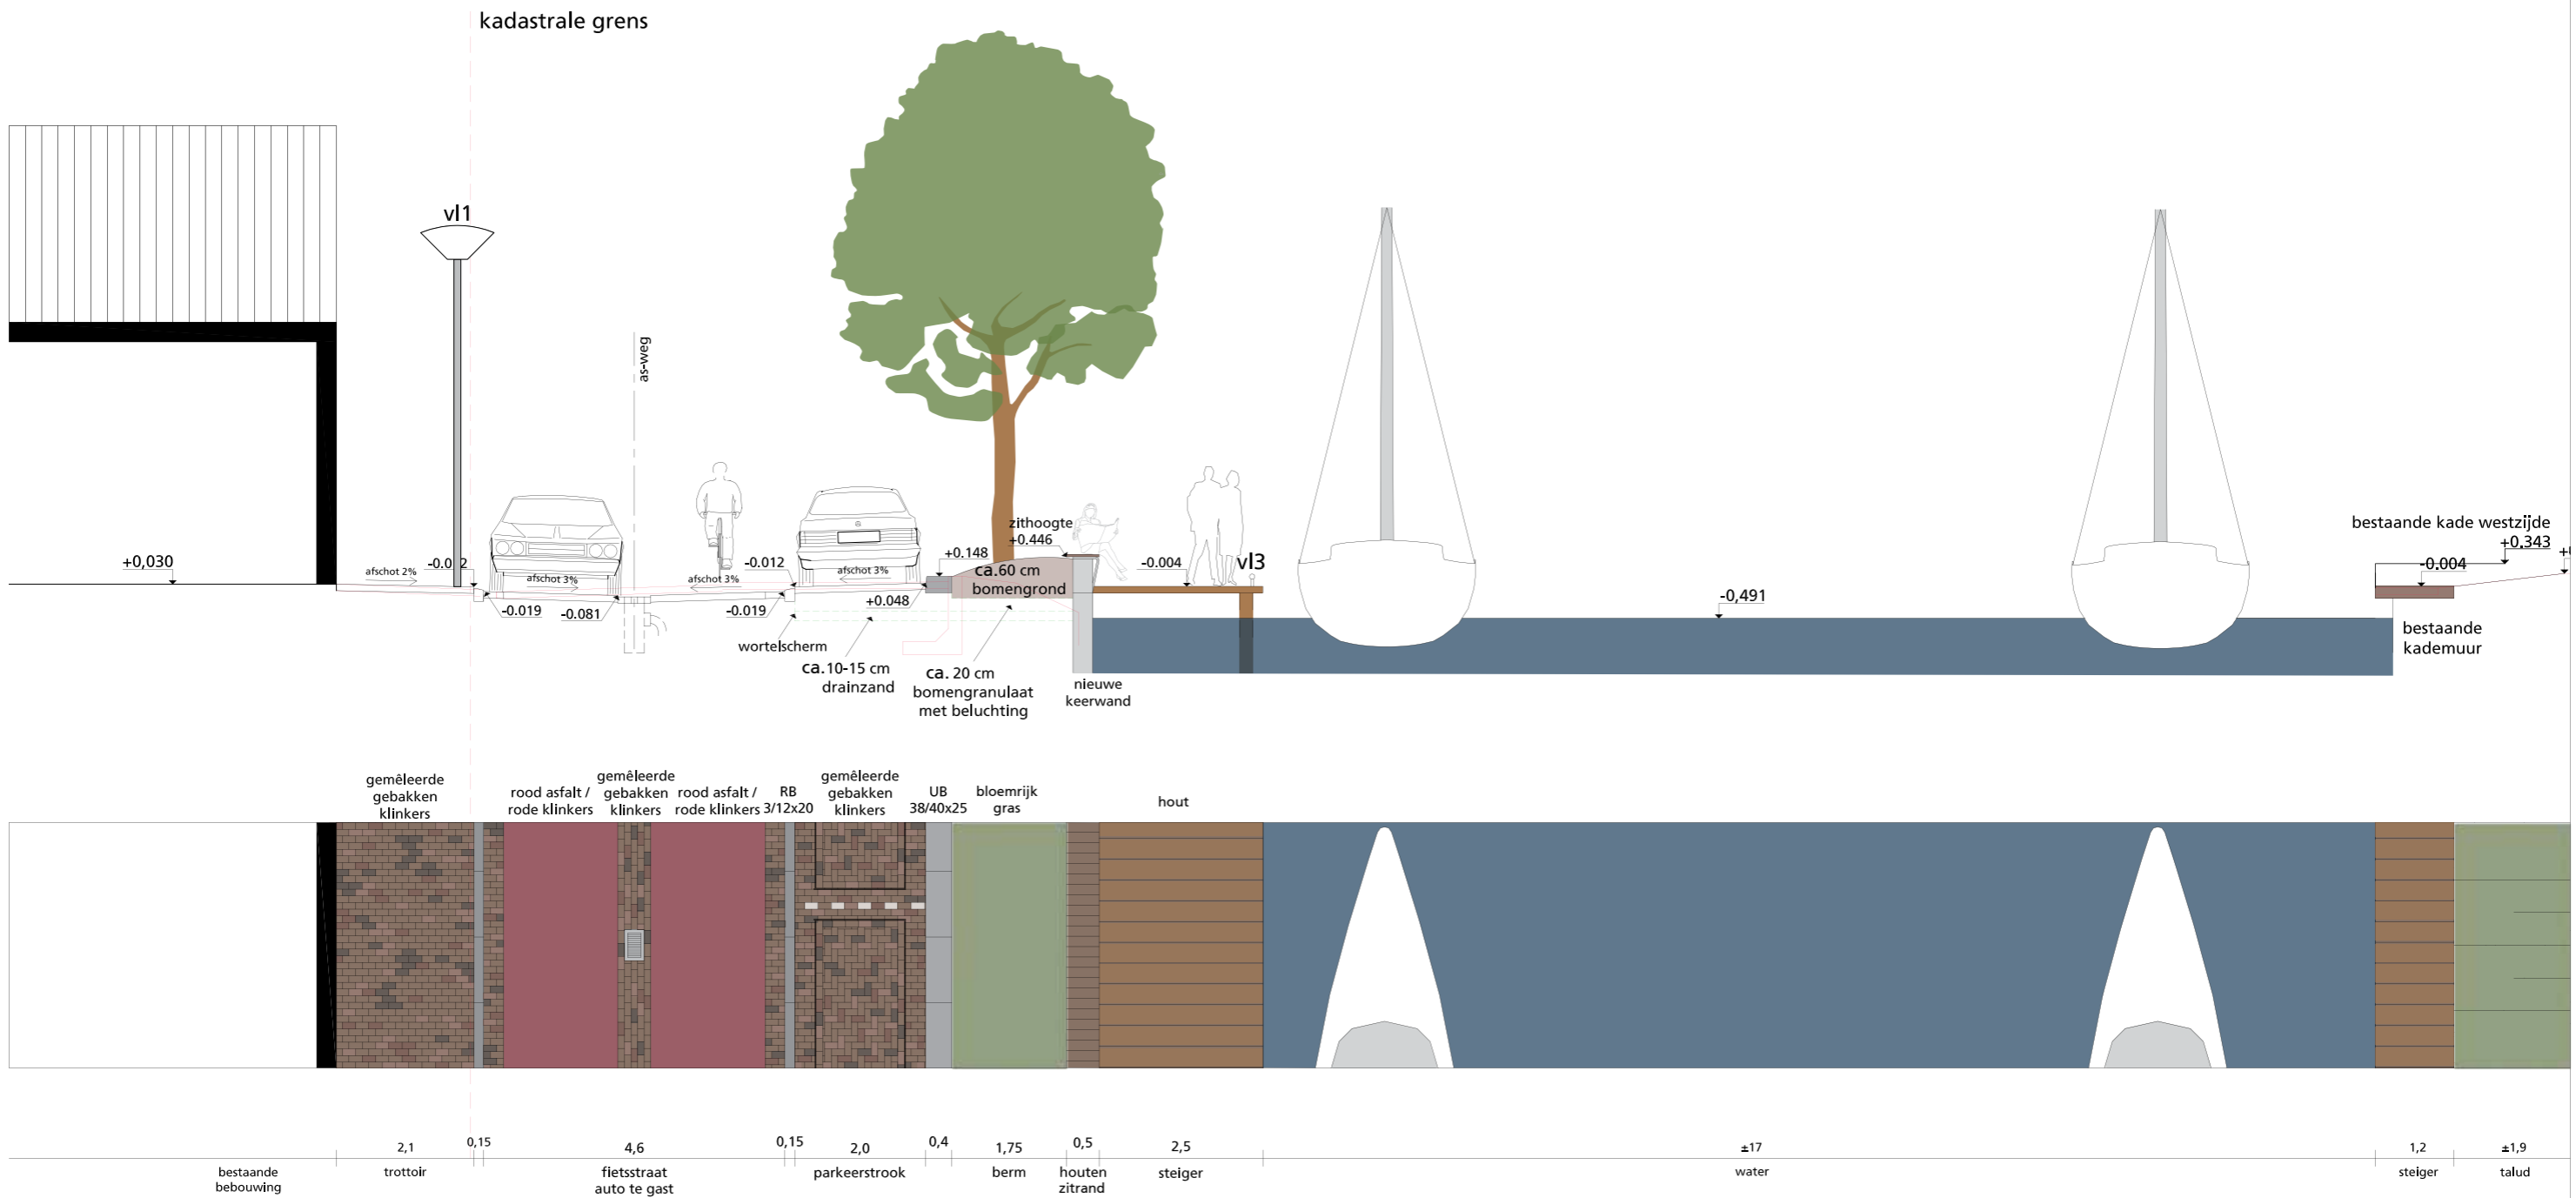 kadastrale grens
vl1
as-weg
zithoogte
+0.446
bestaande kade westzijde
+0.343
+0,030
afschot 2%
afschot 3%
afschot 3%
-0.012
afschot 3%
+0.148
ca.60 cm
bomengrond
-0.004
vl3
-0.004
-0.019
-0.081
-0.019
+0.048
-0,491
wortelscherm
ca.10-15 cm
drainzand
ca. 20 cm
bomengranulaat
met beluchting
nieuwe
keerwand
bestaande
kademuur
gemêleerde
gebakken
klinkers
rood asfalt /
rode klinkers
gemêleerde
gebakken
klinkers
rood asfalt /
rode klinkers
RB
3/12x20
gemêleerde
gebakken
klinkers
UB
38/40x25
bloemrijk
gras
hout
2,1
0,15
4,6
0,15
2,0
0,4
1,75
0,5
2,5
±17
1,2
±1,9
bestaande
bebouwing
trottoir
fietsstraat
auto te gast
parkeerstrook
berm
houten
zitrand
steiger
water
steiger
talud